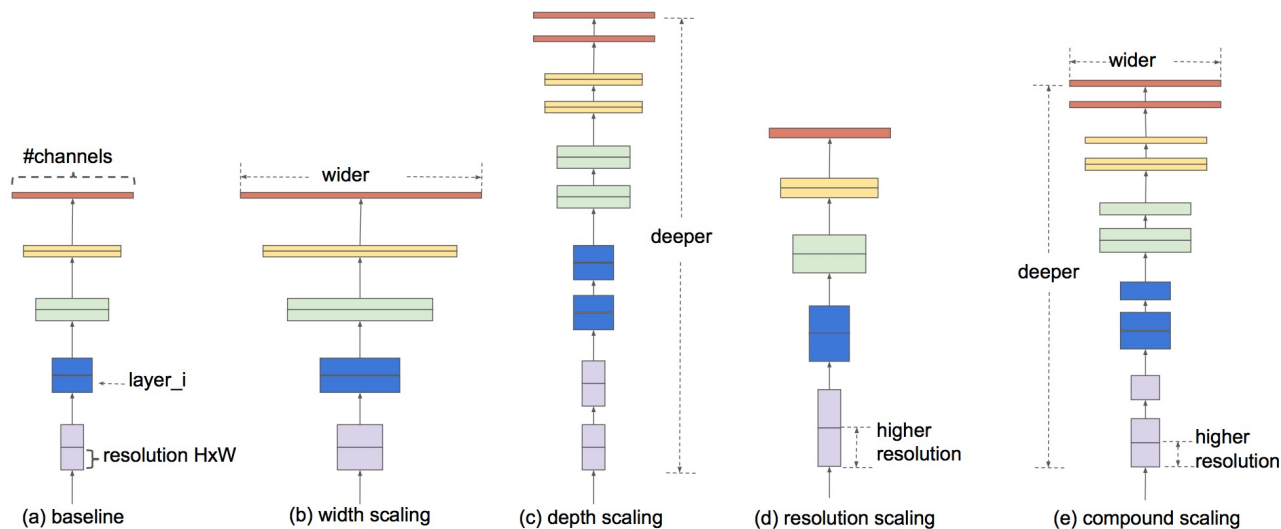 #channels
layer_i
resolution HxW
(a) baseline
wider
(b) width scaling
deeper
(c) depth scaling
higher
resolution
(d) resolution scaling
wider
deeper
higher
resolution
(e) compound scaling